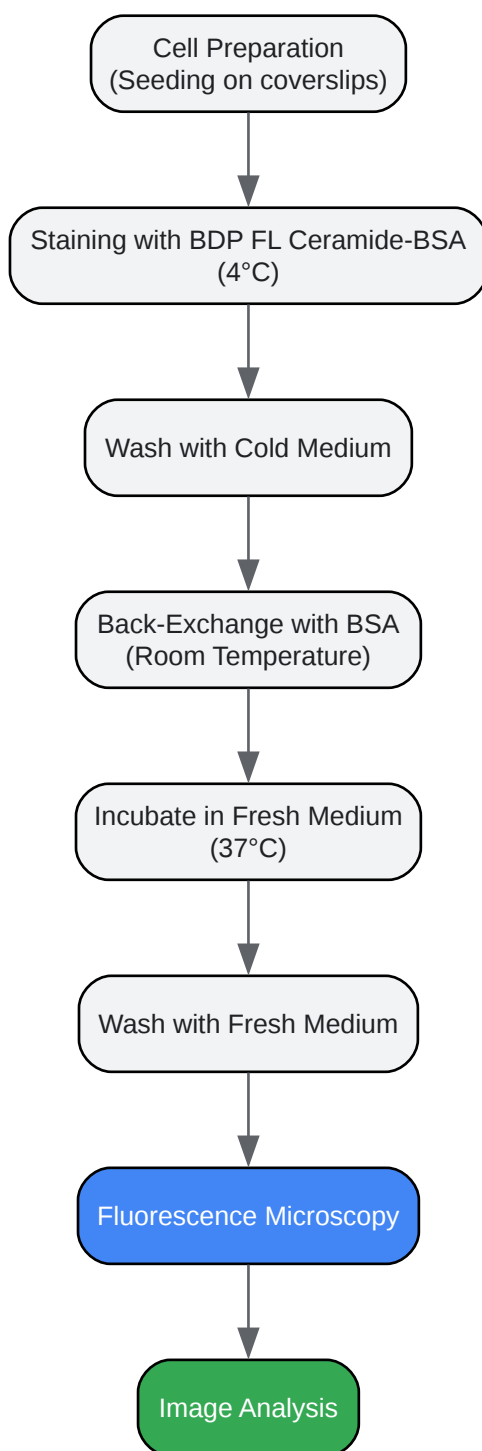 Cell Preparation
(Seeding on coverslips)
Staining with BDP FL Ceramide-BSA
(4°C)
Wash with Cold Medium
Back-Exchange with BSA
(Room Temperature)
Incubate in Fresh Medium
(37°C)
Wash with Fresh Medium
Fluorescence Microscopy
Image Analysis